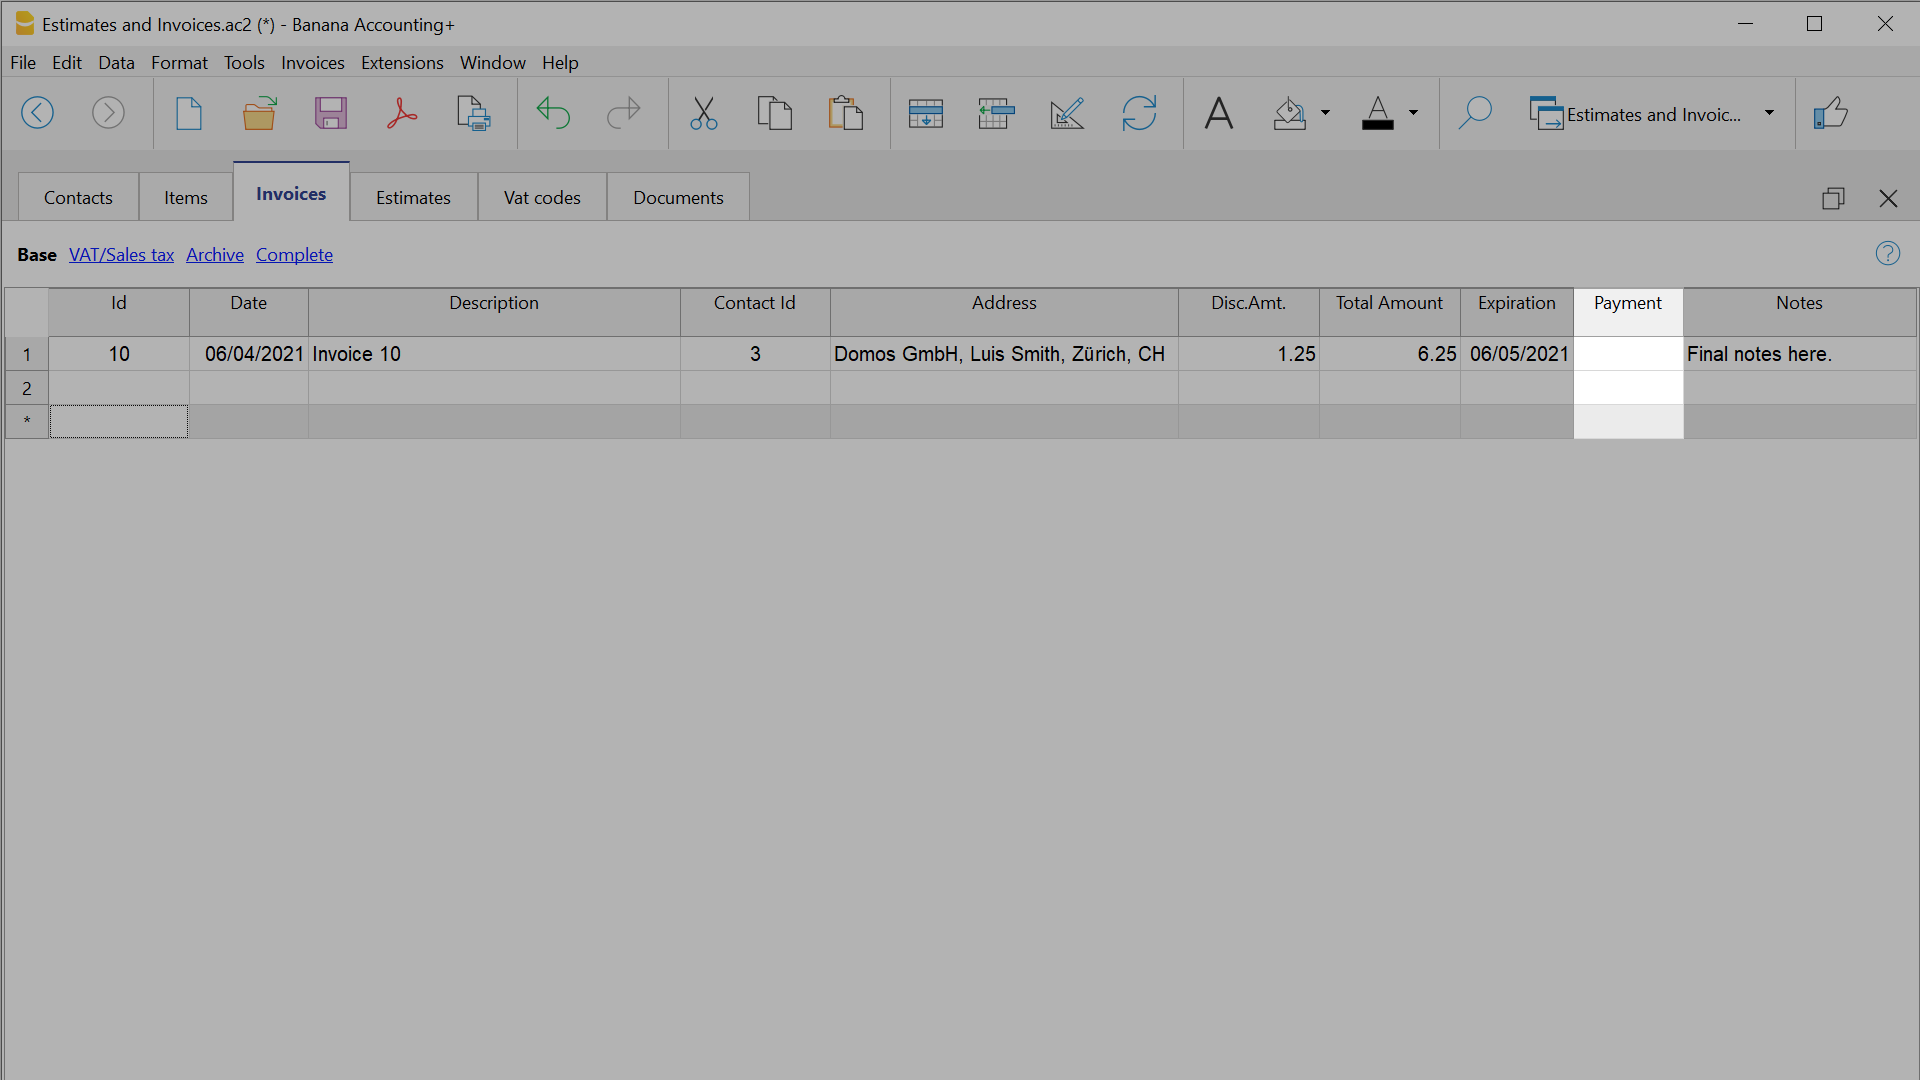 Estimates and Invoices.ac2 (*) - Banana Accounting+
File Edit Data Format Tools Invoices Extensions Window Help
Estimates and Invoic...
Contacts Items Invoices Estimates Vat codes Documents
Base VAT/Sales tax Archive Complete
Id Date Description Contact Id Address Disc.Amt. Total Amount Expiration Payment Notes
1 10 06/04/2021 Invoice 10 3 Domos GmbH, Luis Smith, Zürich, CH 1.25 6.25 06/05/2021 Final notes here.
2
*